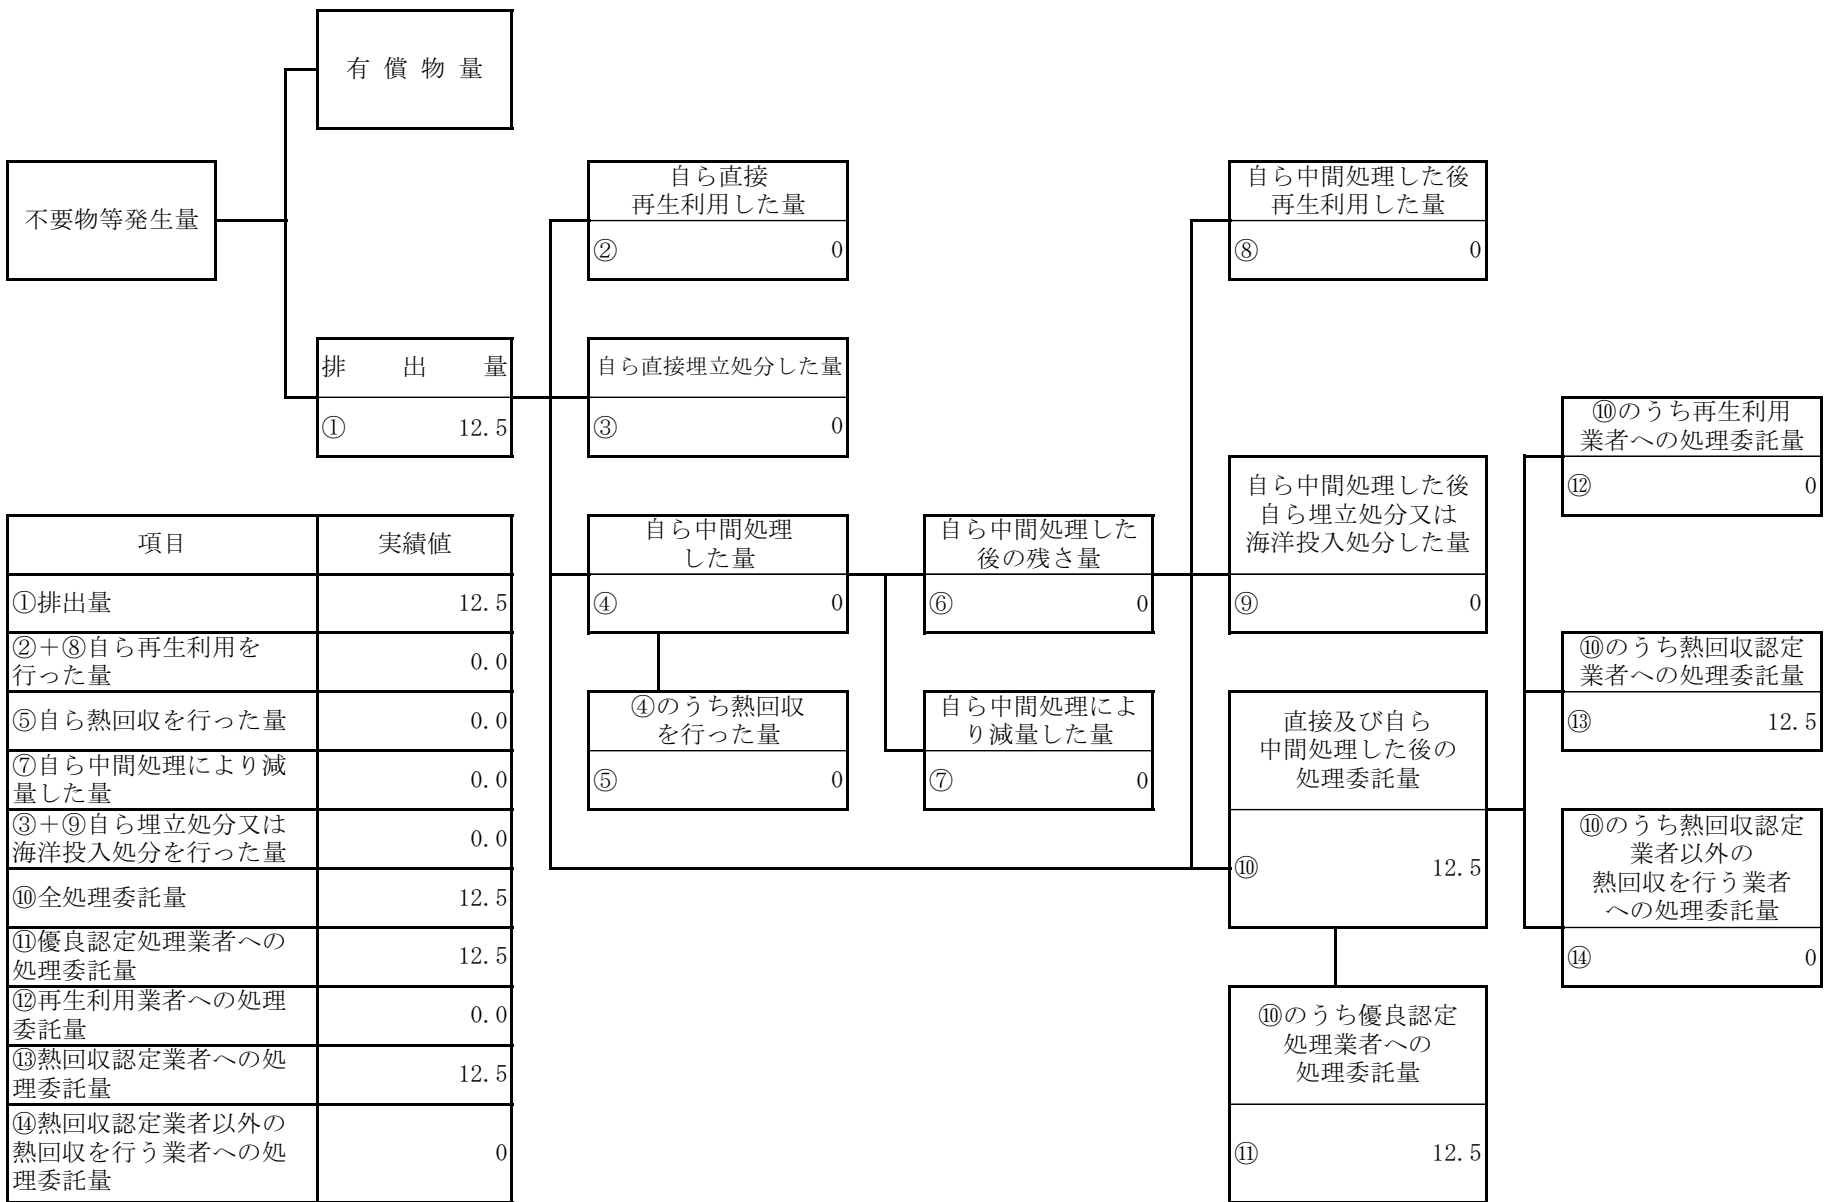 有償物量
不要物等発生量
排出量
① 12.5
自ら直接
再生利用した量
② 0
自ら直接埋立処分した量
③ 0
自ら中間処理
した量
④ 0
④のうち熱回収
を行った量
⑤ 0
自ら中間処理した
後の残さ量
⑥ 0
自ら中間処理によ
り減量した量
⑦ 0
自ら中間処理した後
再生利用した量
⑧ 0
自ら中間処理した後
自ら埋立処分又は
海洋投入処分した量
⑨ 0
直接及び自ら
中間処理した後の
処理委託量
⑩ 12.5
⑩のうち優良認定
処理業者への
処理委託量
⑪ 12.5
⑩のうち再生利用
業者への処理委託量
⑫ 0
⑩のうち熱回収認定
業者への処理委託量
⑬ 12.5
⑩のうち熱回収認定
業者以外の
熱回収を行う業者
への処理委託量
⑭ 0
項目 実績値
①排出量 12.5
②+⑧自ら再生利用を
行った量 0.0
⑤自ら熱回収を行った量 0.0
⑦自ら中間処理により減
量した量 0.0
③+⑨自ら埋立処分又は
海洋投入処分を行った量 0.0
⑩全処理委託量 12.5
⑪優良認定処理業者への
処理委託量 12.5
⑫再生利用業者への処理
委託量 0.0
⑬熱回収認定業者への処
理委託量 12.5
⑭熱回収認定業者以外の
熱回収を行う業者への処 0
理委託量